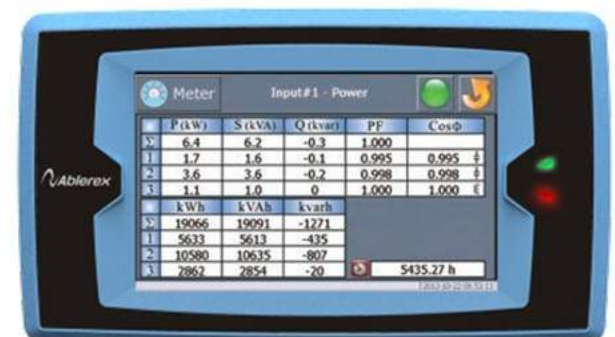 Meter Input#1 - Power
P (kW) S (kVA) Q (kvar) PF CosΦ
Σ 6.4 6.2 -0.3 1.000
1 1.7 1.6 -0.1 0.995 0.995
2 3.6 3.6 -0.2 0.998 0.998
3 1.1 1.0 0 1.000 1.000
kWh kVAh kvarh
Σ 19066 19091 -1271
1 5633 5613 -435
2 10580 10635 -807
3 2862 2854 -20 5435.27 h
Ablerex